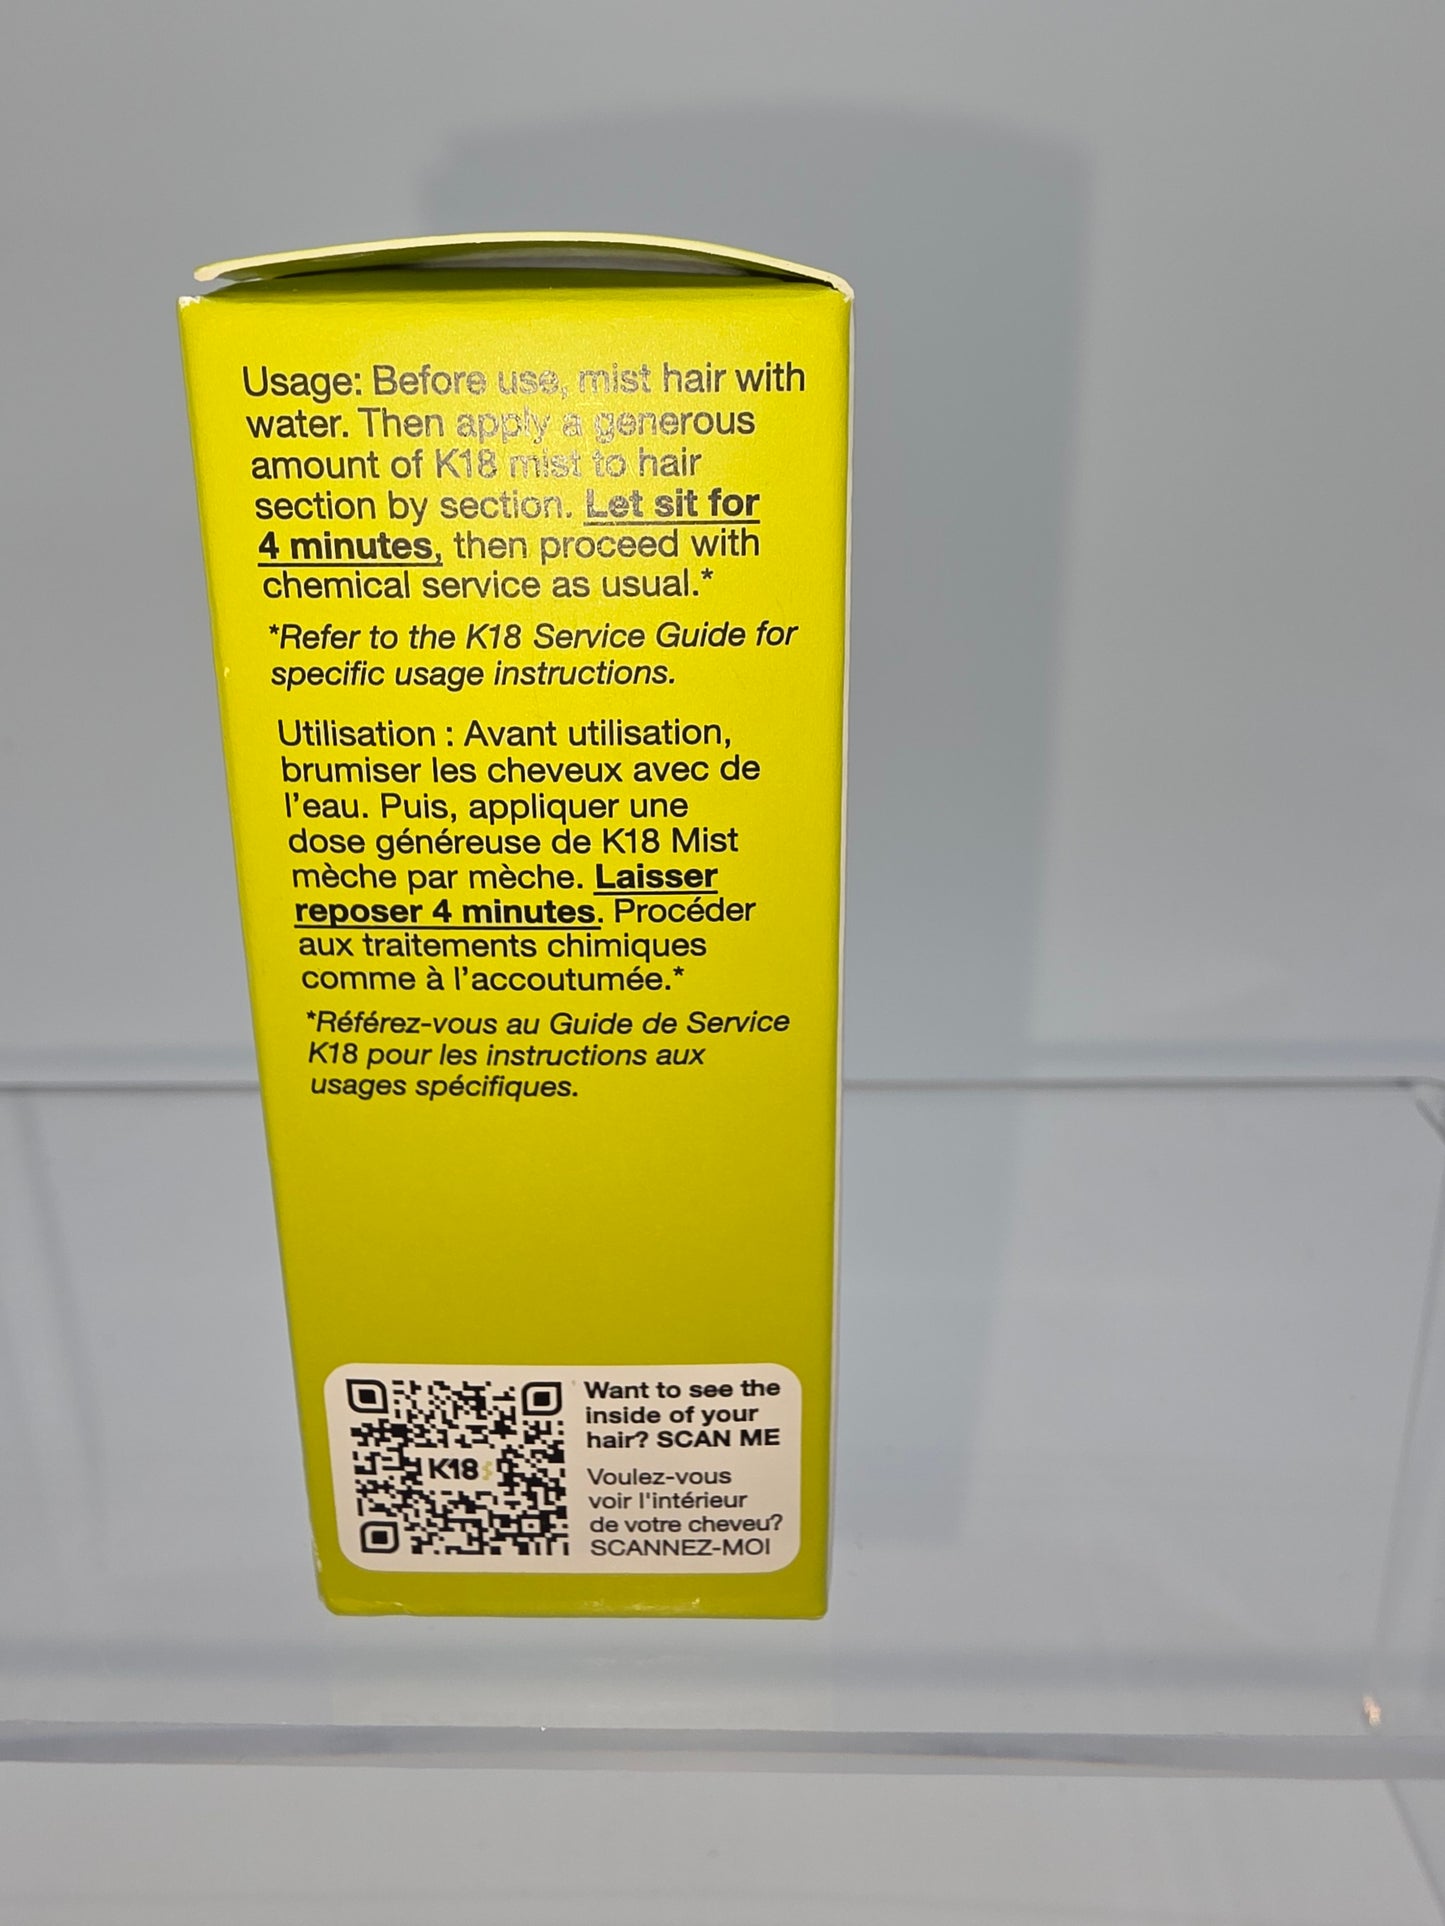 Usage: Before use, mist hair with
water. Then apply a generous
amount of K18 mist to hair
section by section. Let sit for
4 minutes, then proceed with
chemical service as usual.*
*Refer to the K18 Service Guide for
specific usage instructions.
Utilisation : Avant utilisation,
brumiser les cheveux avec de
l'eau. Puis, appliquer une
dose généreuse de K18 Mist
mèche par mèche. Laisser
reposer 4 minutes. Procéder
aux traitements chimiques
comme à l'accoutumée.*
*Référez-vous au Guide de Service
K18 pour les instructions aux
usages spécifiques.
K18
Want to see the
inside of your
hair? SCAN ME
Voulez-vous
voir l'intérieur
de votre cheveu?
SCANNEZ-MOI